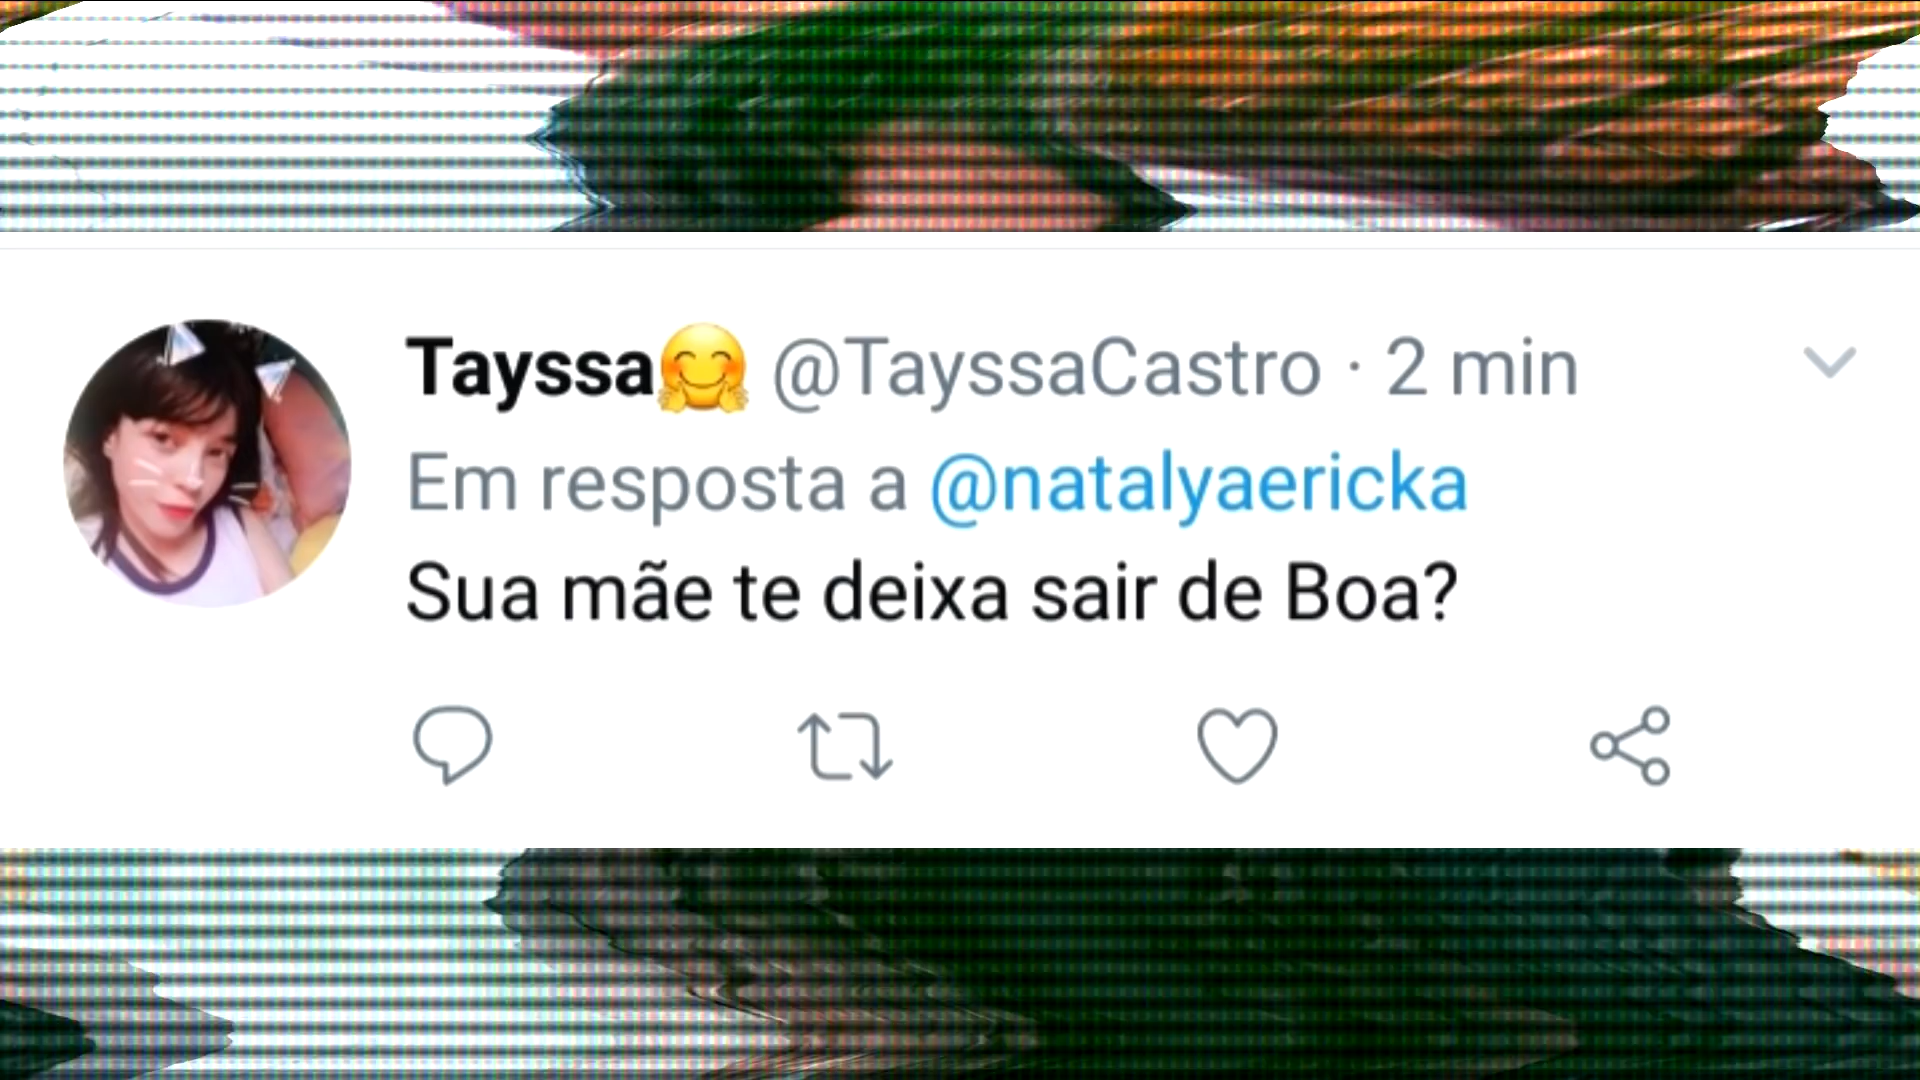 Tayssa🤗 @TayssaCastro · 2 min
Em resposta a @natalyaericka
Sua mãe te deixa sair de Boa?